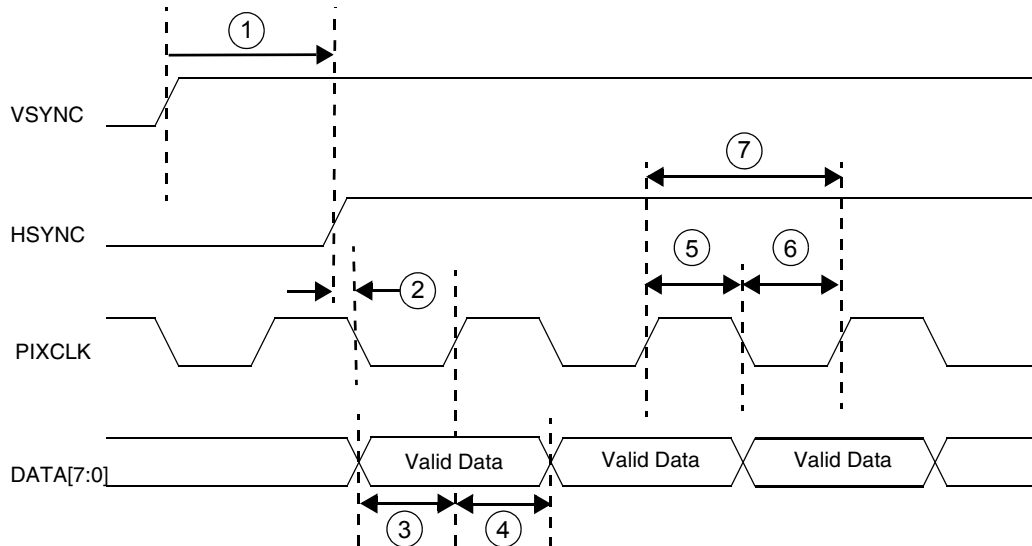 1
VSYNC
7
HSYNC
5
6
2
PIXCLK
DATA[7:0]
Valid Data
Valid Data
Valid Data
3
4